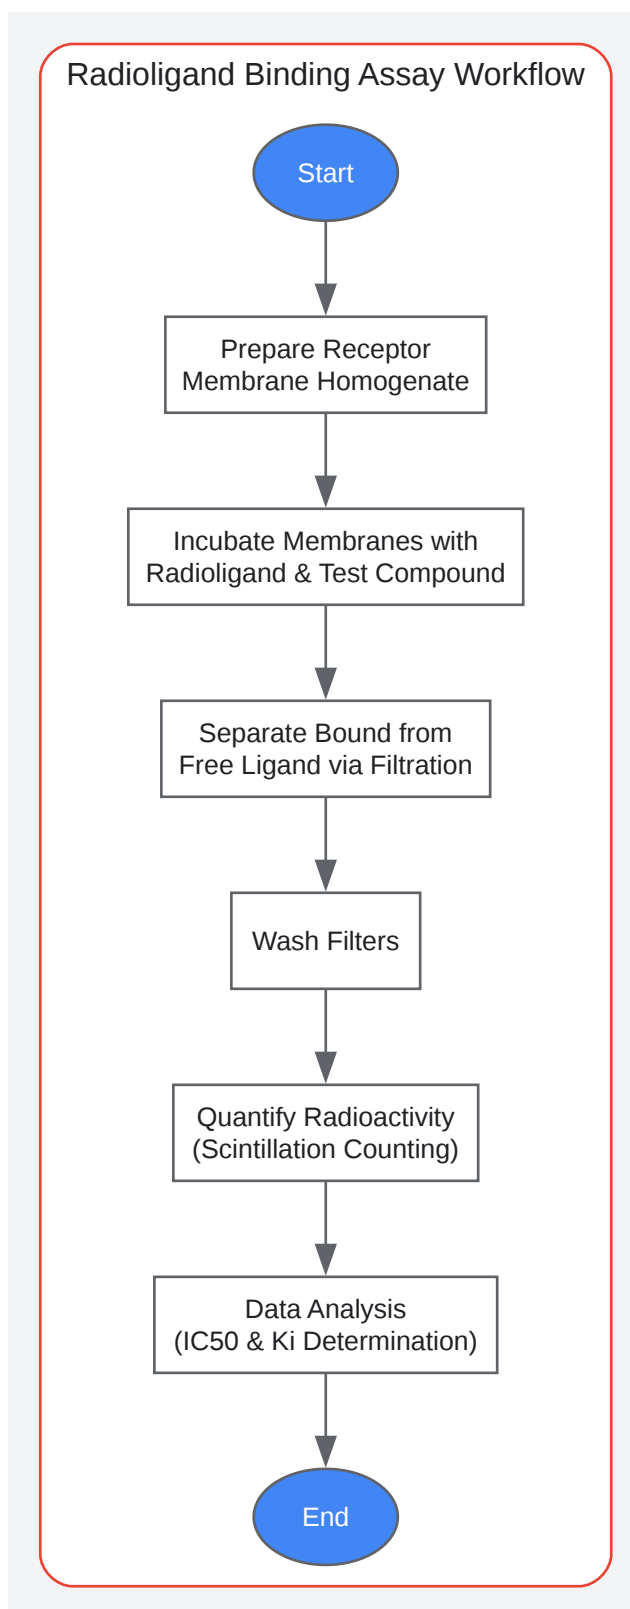 Radioligand Binding Assay Workflow
Start
Prepare Receptor
Membrane Homogenate
Incubate Membranes with
Radioligand & Test Compound
Separate Bound from
Free Ligand via Filtration
Wash Filters
Quantify Radioactivity
(Scintillation Counting)
Data Analysis
(IC50 & Ki Determination)
End